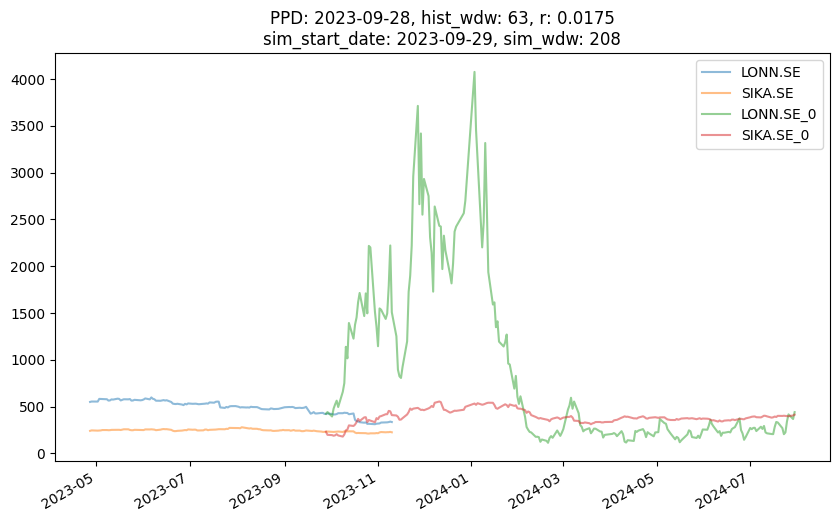 PPD: 2023-09-28, hist_wdw: 63, r: 0.0175
sim_start_date: 2023-09-29, sim_wdw: 208
LONN.SE
SIKA.SE
LONN.SE_0
SIKA.SE_0
4000
3500
3000
2500
2000
1500
1000
500
0
2023-05
2023-07
2023-09
2023-11
2024-01
2024-03
2024-05
2024-07